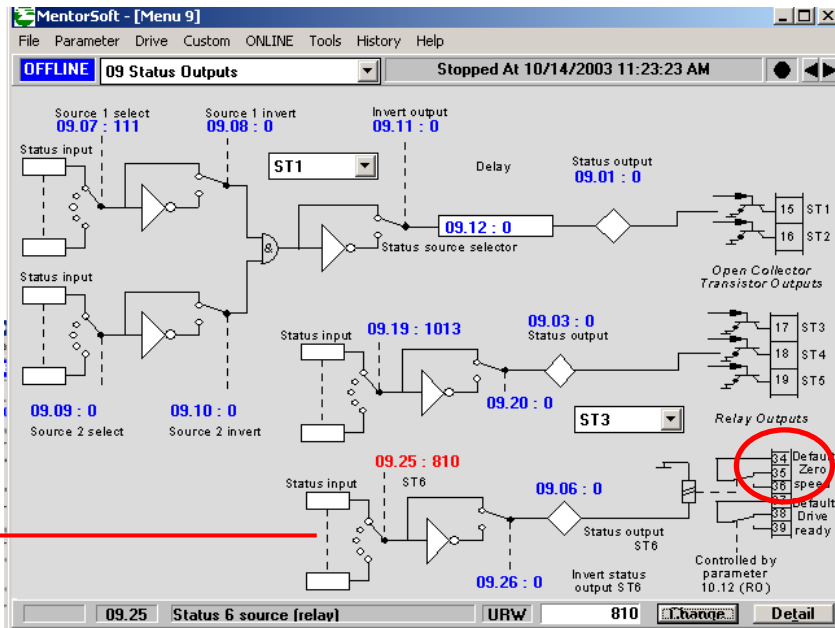 MentorSoft - [Menu 9]
File Parameter Drive Custom ONLINE Tools History Help
OFFLINE 09 Status Outputs Stopped At 10/14/2003 11:23:23 AM
Source 1 select
09.07 : 111
Source 1 invert
09.08 : 0
Invert output
09.11 : 0
Status input
ST1
Delay
Status output
09.01 : 0
09.12 : 0
Status source selector
&
15 ST1
16 ST2
Open Collector
Transistor Outputs
Status input
09.09 : 0
Source 2 select
09.10 : 0
Source 2 invert
Status input
09.19 : 1013
09.03 : 0
Status output
09.20 : 0
ST3
17 ST3
18 ST4
19 ST5
Relay Outputs
09.25 : 810
ST6
Status input
09.06 : 0
Status output
ST6
09.26 : 0
Invert status
output ST6
34 Default
35 Zero
36 speed
37 Default
38 Drive
39 ready
Controlled by
parameter
10.12 (RO)
09.25 Status 6 source (relay) URW 810 Change Detail